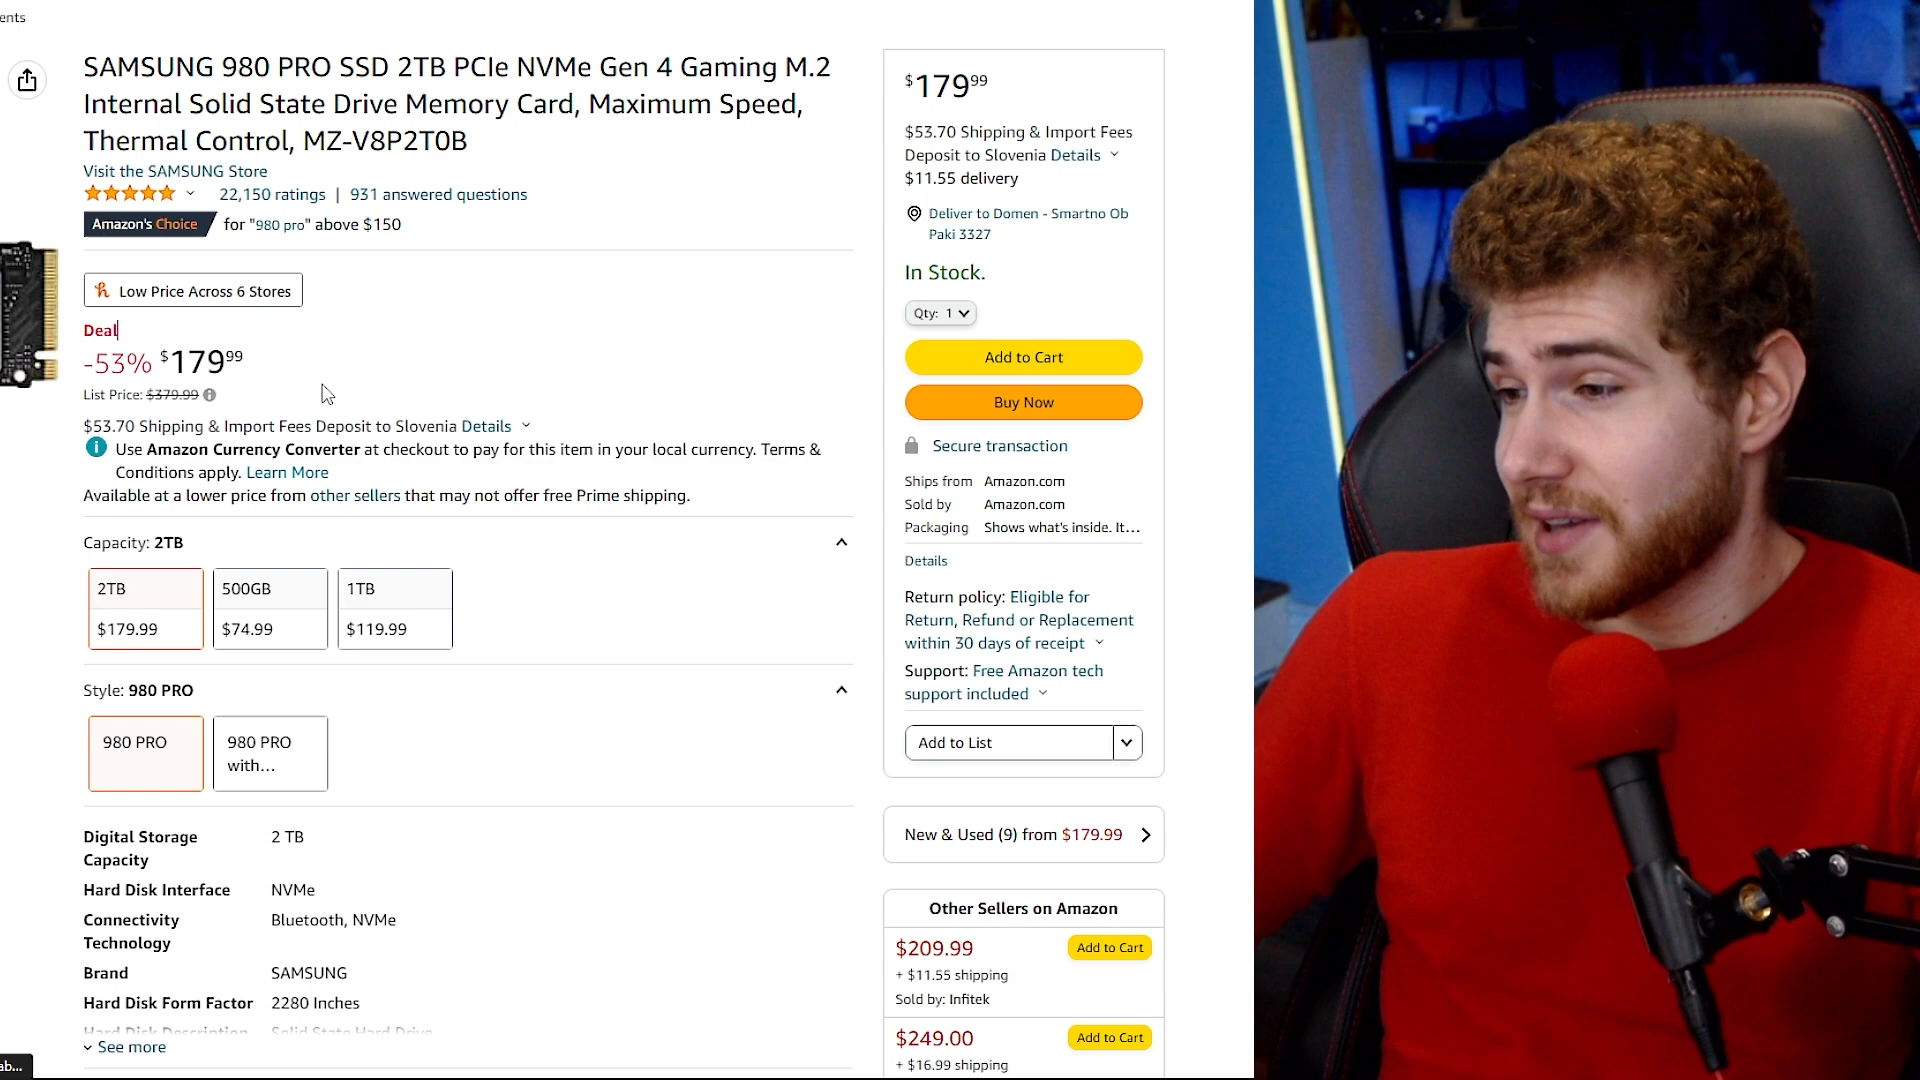 ents
SAMSUNG 980 PRO SSD 2TB PCIe NVMe Gen 4 Gaming M.2
Internal Solid State Drive Memory Card, Maximum Speed,
Thermal Control, MZ-V8P2T0B
Visit the SAMSUNG Store
22,150 ratings | 931 answered questions
Amazon's Choice for "980 pro" above $150
Low Price Across 6 Stores
Deal
-53% $179 99
List Price: $379.99
$53.70 Shipping & Import Fees Deposit to Slovenia Details
Use Amazon Currency Converter at checkout to pay for this item in your local currency. Terms &
Conditions apply. Learn More
Available at a lower price from other sellers that may not offer free Prime shipping.
Capacity: 2TB
2TB 500GB 1TB
$179.99 $74.99 $119.99
Style: 980 PRO
980 PRO
980 PRO
with...
Digital Storage
Capacity
2 TB
Hard Disk Interface NVMe
Connectivity
Technology
Bluetooth, NVMe
Brand SAMSUNG
Hard Disk Form Factor 2280 Inches
Hard Disk Description Solid State Hard Drive
See more
ab...
$179 99
$53.70 Shipping & Import Fees
Deposit to Slovenia Details
$11.55 delivery
Deliver to Domen - Smartno Ob
Paki 3327
In Stock.
Qty: 1
Add to Cart
Buy Now
Secure transaction
Ships from Amazon.com
Sold by Amazon.com
Packaging Shows what's inside. It...
Details
Return policy: Eligible for
Return, Refund or Replacement
within 30 days of receipt
Support: Free Amazon tech
support included
Add to List
New & Used (9) from $179.99
Other Sellers on Amazon
$209.99 Add to Cart
+ $11.55 shipping
Sold by: Infitek
$249.00 Add to Cart
+ $16.99 shipping